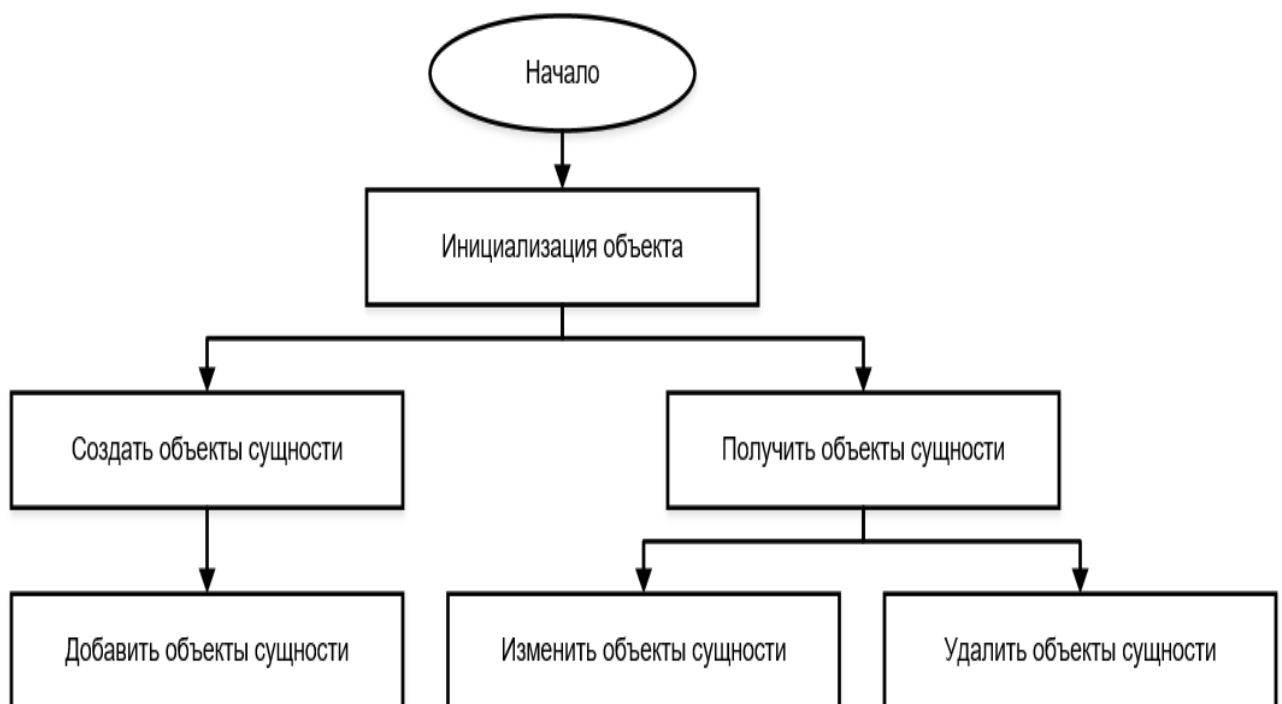 Начало
Инициализация объекта
Создать объекты сущности
Получить объекты сущности
Добавить объекты сущности
Изменить объекты сущности
Удалить объекты сущности